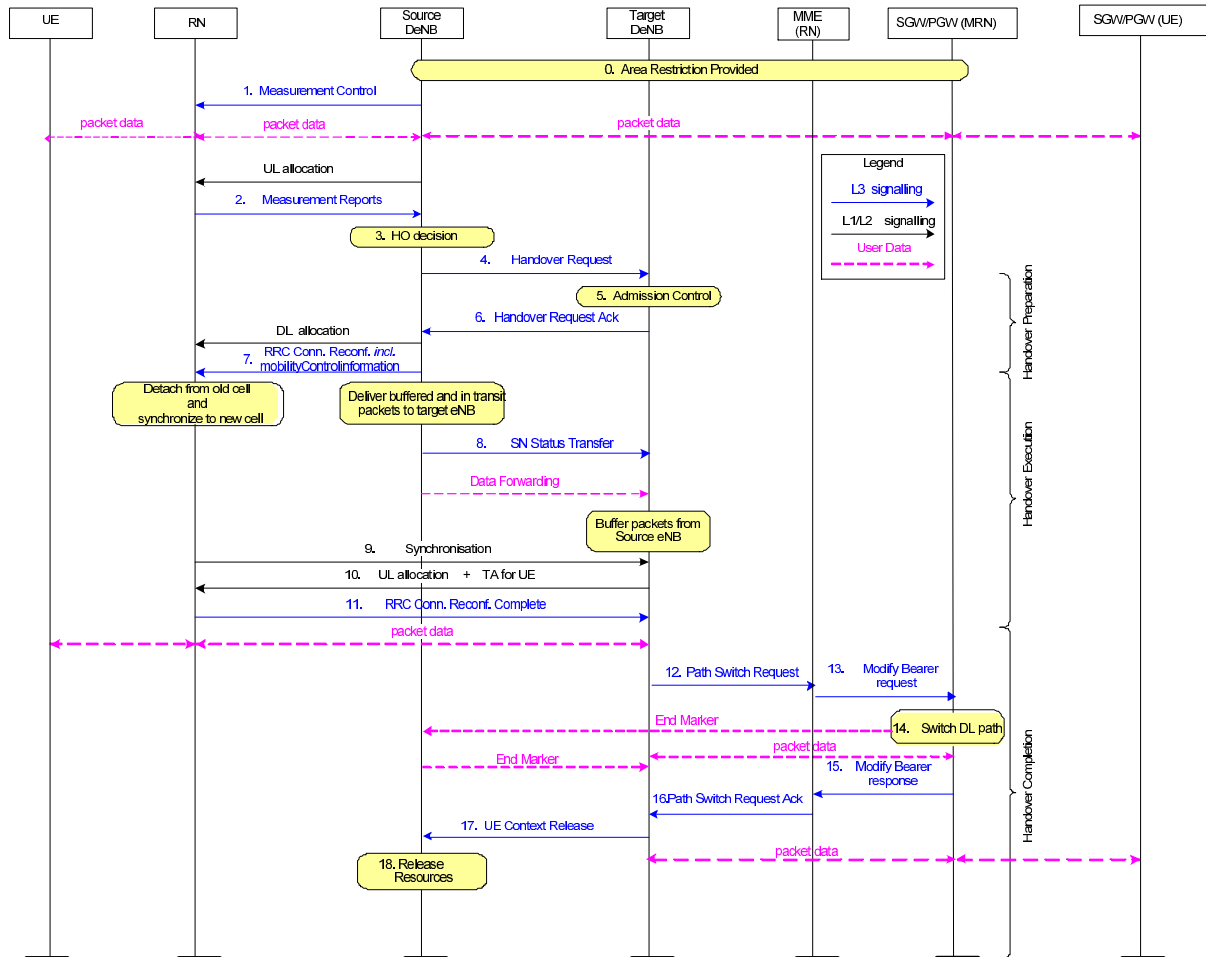 UE
RN
Source
DeNB
Target
DeNB
MME
(RN)
SGW/PGW (MRN)
SGW/PGW (UE)
0. Area Restriction Provided
1. Measurement Control
packet data
packet data
packet data
Legend
L3 signalling
L1/L2 signalling
User Data
UL allocation
2. Measurement Reports
3. HO decision
4. Handover Request
5. Admission Control
6. Handover Request Ack
DL allocation
7. RRC Conn. Reconf. incl.
mobilityControlinformation
Handover Preparation
Detach from old cell
and
synchronize to new cell
Deliver buffered and in transit
packets to target eNB
8. SN Status Transfer
Data Forwarding
Buffer packets from
Source eNB
9. Synchronisation
10. UL allocation + TA for UE
11. RRC Conn. Reconf. Complete
Handover Execution
packet data
12. Path Switch Request
13. Modify Bearer
request
14. Switch DL path
End Marker
packet data
End Marker
15. Modify Bearer
response
16.Path Switch Request Ack
17. UE Context Release
packet data
18. Release
Resources
Handover Completion